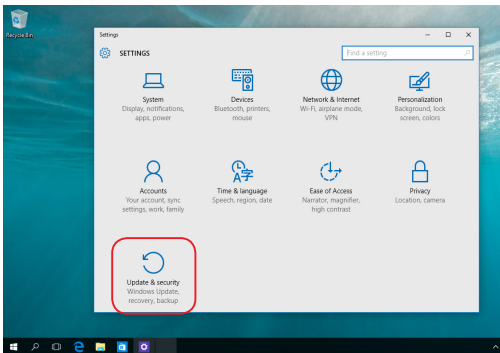 Recycle Bin
Settings
SETTINGS
Find a setting
System
Display, notifications,
apps, power
Devices
Bluetooth, printers,
mouse
Network & Internet
Wi-Fi, airplane mode,
VPN
Personalization
Background, lock
screen, colors
Accounts
Your account, sync
settings, work, family
Time & language
Speech, region, date
Ease of Access
Narrator, magnifier,
high contrast
Privacy
Location, camera
Update & security
Windows Update,
recovery, backup